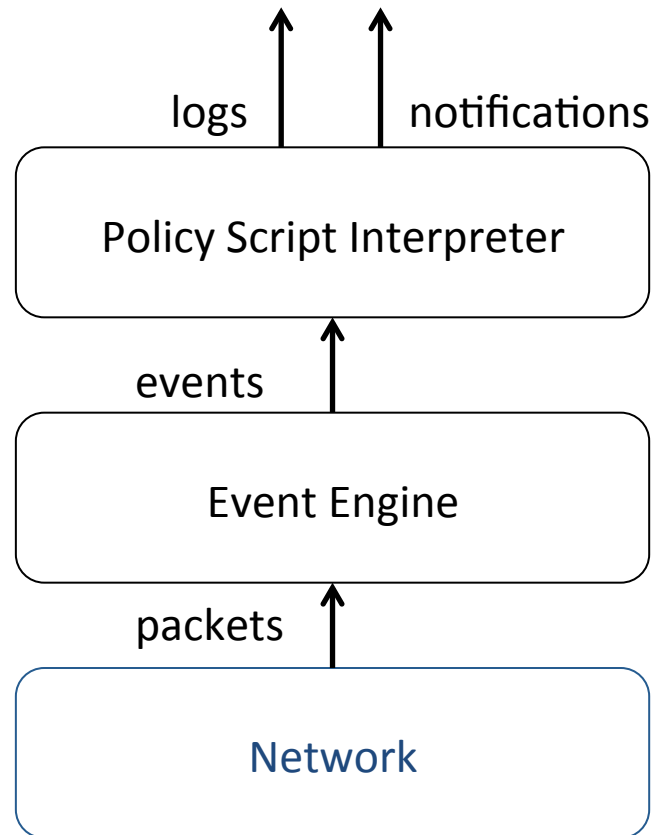 logs
notifications
Policy Script Interpreter
events
Event Engine
packets
Network